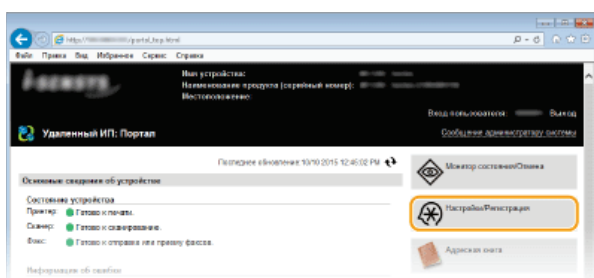 http:// /portal_top.html
Файл Правка Вид Избранное Сервис Справка
Имя устройства:
Наименование продукта (серийный номер):
Местоположение:
Вход пользователя: Выход
Удаленный ИП: Портал
Сообщение администратору системы
Последнее обновление: 10/10 2015 12:46:02 PM
Монитор состояния/Отмена
Основные сведения об устройстве
Состояние устройства
Принтер: Готово к печати.
Настройки/Регистрация
Сканер: Готово к сканированию.
Факс: Готово к отправке или приему факсов.
Адресная книга
Информация об ошибке